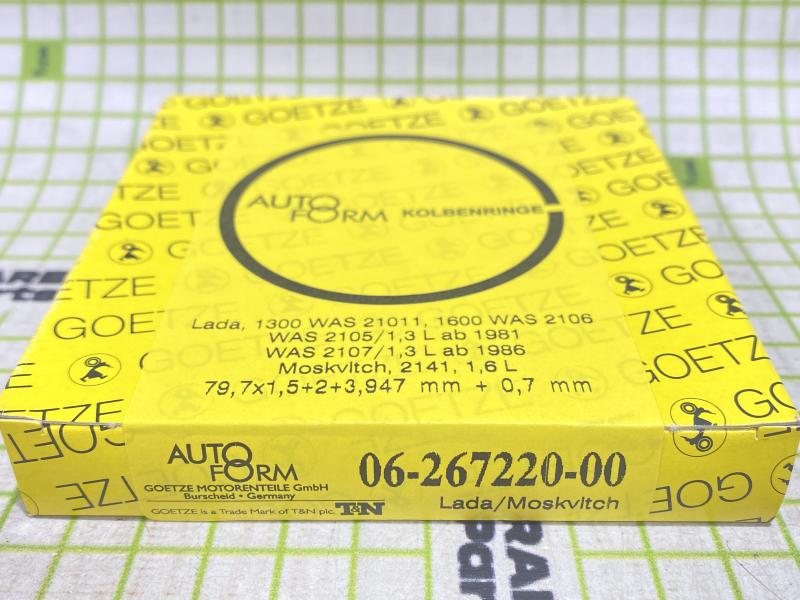 GOETZE
AUTO
FORM KOLBENRINGE
Lada, 1300 WAS 21011, 1600 WAS 2106
WAS 2105/1,3 L ab 1981
WAS 2107/1,3 L ab 1986
Moskvitch, 2141, 1,6 L
79,7x1,5+2+3,947 mm + 0,7 mm
AUTO
FORM
GOETZE MOTORENTEILE GmbH
Burscheid • Germany
GOETZE is a Trade Mark of T&N plc.
T&N
06-267220-00
Lada/Moskvitch